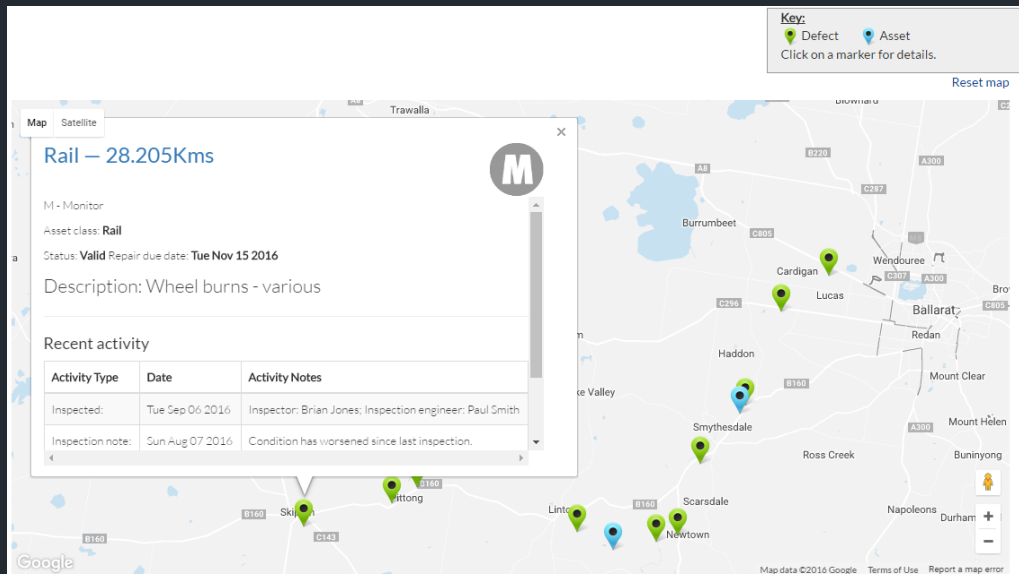 Key:
Defect Asset
Click on a marker for details.
Reset map
Map Satellite
Trawalla
Rail — 28.205Kms
M
M - Monitor
Asset class: Rail
Status: Valid Repair due date: Tue Nov 15 2016
Description: Wheel burns - various
Recent activity
Activity Type Date Activity Notes
Inspected: Tue Sep 06 2016 Inspector: Brian Jones; Inspection engineer: Paul Smith
Inspection note: Sun Aug 07 2016 Condition has worsened since last inspection.
B220
A300
A8
C287
Burrumbeet
C805
Wendouree
Cardigan
C307 A300
Lucas
C296
Ballarat
C805
Redan
Haddon
Mount Clear
B160
Smythesdale
Mount Helen
A300
Ross Creek
Buninyong
B160
Scarsdale
B160
Napoleons
Newtown
B160
C143
B160
Google
Map data ©2016 Google Terms of Use Report a map error